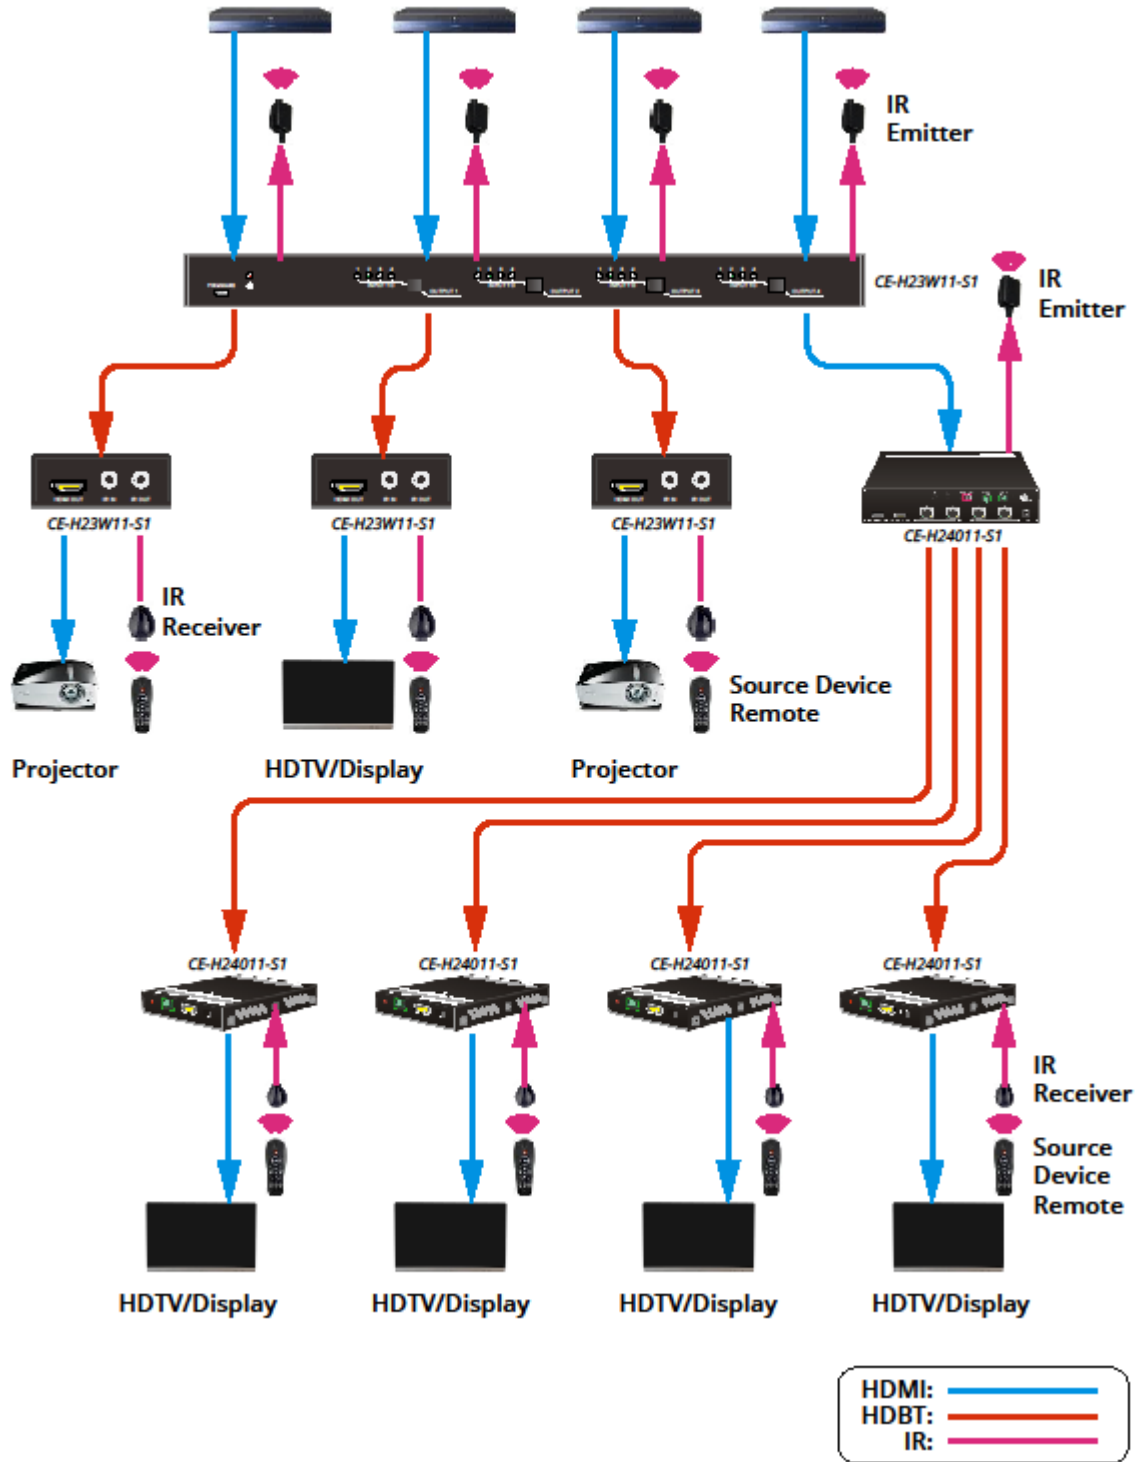 IR
Emitter
CE-H23W11-S1
IR
Emitter
OUTPUT 1
CE-H23W11-S1
CE-H23W11-S1
CE-H23W11-S1
CE-H24011-S1
IR
Receiver
Source Device
Remote
Projector
HDTV/Display
Projector
CE-H24011-S1
CE-H24011-S1
CE-H24011-S1
CE-H24011-S1
IR
Receiver
Source
Device
Remote
HDTV/Display
HDTV/Display
HDTV/Display
HDTV/Display
HDMI:
HDBT:
IR: